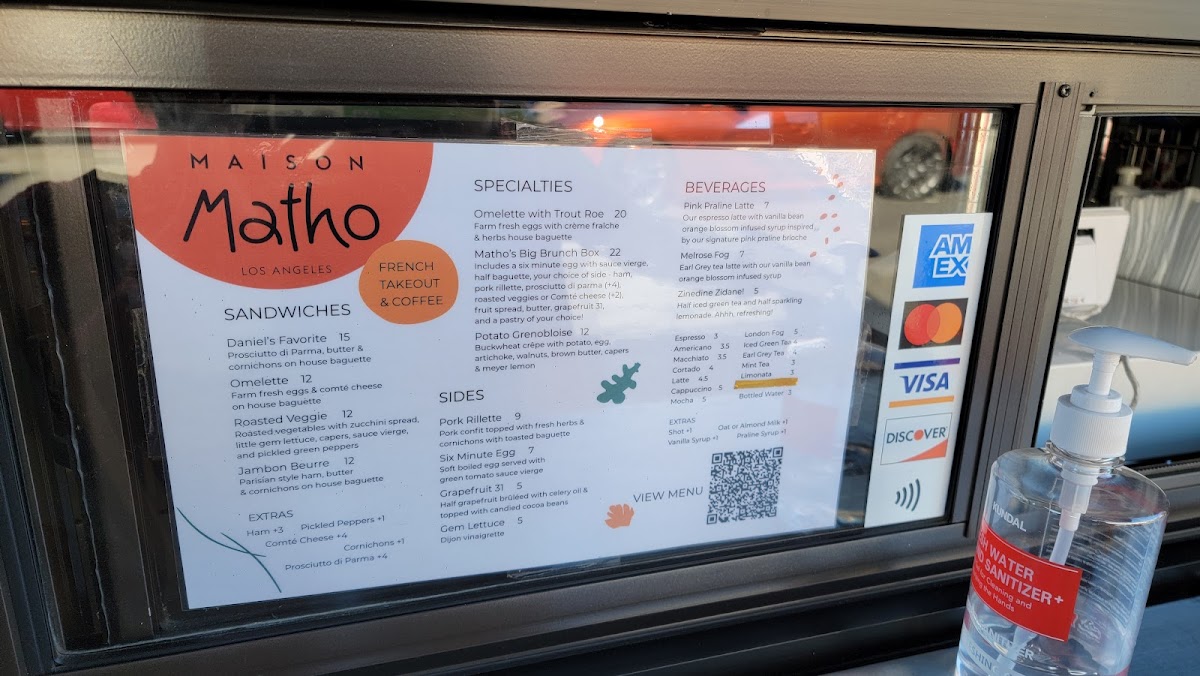 MAISON
Matho
LOS ANGELES
FRENCH
TAKEOUT
& COFFEE
SANDWICHES
Daniel's Favorite 15
Prosciutto di Parma, butter &
cornichons on house baguette
Omelette 12
Farm fresh eggs & comté cheese
on house baguette
Roasted Veggie 12
Roasted vegetables with zucchini spread,
little gem lettuce, capers, sauce vierge,
and pickled green peppers
Jambon Beurre 12
Parisian style ham, butter
& cornichons on house baguette
EXTRAS
Ham +3 Pickled Peppers +1
Comté Cheese +4
Cornichons +1
Prosciutto di Parma +4
SPECIALTIES
Omelette with Trout Roe 20
Farm fresh eggs with crème fraîche
& herbs house baguette
Matho's Big Brunch Box 22
Includes a six minute egg with sauce vierge,
half baguette, your choice of side - ham,
pork rillette, prosciutto di parma (+4),
roasted veggies or Comté cheese (+2),
fruit spread, butter, grapefruit 31,
and a pastry of your choice!
Potato Grenobloise 12
Buckwheat crêpe with potato, egg,
artichoke, walnuts, brown butter, capers
& meyer lemon
SIDES
Pork Rillette 9
Pork confit topped with fresh herbs &
cornichons with toasted baguette
Six Minute Egg 7
Soft boiled egg served with
green tomato sauce vierge
Grapefruit 31 5
Half grapefruit brûléed with celery oil &
topped with candied cocoa beans
Gem Lettuce 5
Dijon vinaigrette
BEVERAGES
Pink Praline Latte 7
Our espresso latte with vanilla bean
orange blossom infused syrup inspired
by our signature pink praline brioche
Melrose Fog 7
Earl Grey tea latte with our vanilla bean
orange blossom infused syrup
Zinedine Zidane! 5
Half iced green tea and half sparkling
lemonade. Ahhh, refreshing!
Espresso 3
Americano 3.5
Macchiato 3.5
Cortado 4
Latte 4.5
Cappuccino 5
Mocha 5
London Fog 5
Iced Green Tea
Earl Grey Tea
Mint Tea 3
Limonata 3
Bottled Water 3
EXTRAS
Shot +1 Oat or Almond Milk +1
Vanilla Syrup +1 Praline Syrup +1
VIEW MENU
AM
EX
VISA
DISCOVER
KUNDAL
WATER
SANITIZER+
for Cleaning and
the Hands